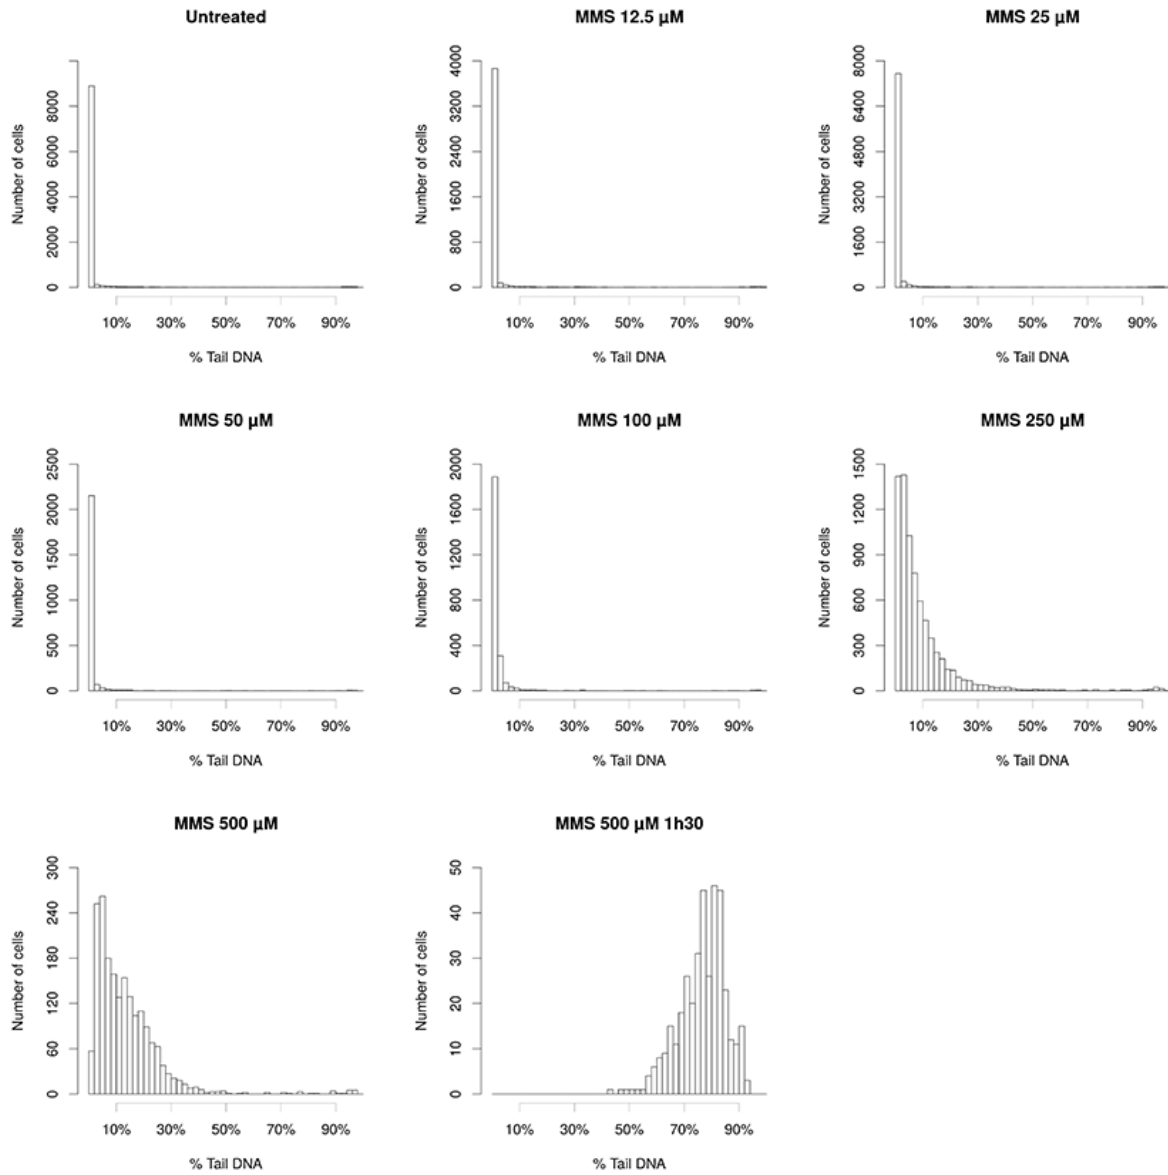 Untreated
Number of cells
0 2000 4000 6000 8000
10% 30% 50% 70% 90%
% Tail DNA
MMS 12.5 µM
Number of cells
0 800 1600 2400 3200 4000
10% 30% 50% 70% 90%
% Tail DNA
MMS 25 µM
Number of cells
0 1600 3200 4800 6400 8000
10% 30% 50% 70% 90%
% Tail DNA
MMS 50 µM
Number of cells
0 500 1000 1500 2000 2500
10% 30% 50% 70% 90%
% Tail DNA
MMS 100 µM
Number of cells
0 400 800 1200 1600 2000
10% 30% 50% 70% 90%
% Tail DNA
MMS 250 µM
Number of cells
0 300 600 900 1200 1500
10% 30% 50% 70% 90%
% Tail DNA
MMS 500 µM
Number of cells
0 60 120 180 240 300
10% 30% 50% 70% 90%
% Tail DNA
MMS 500 µM 1h30
Number of cells
0 10 20 30 40 50
10% 30% 50% 70% 90%
% Tail DNA